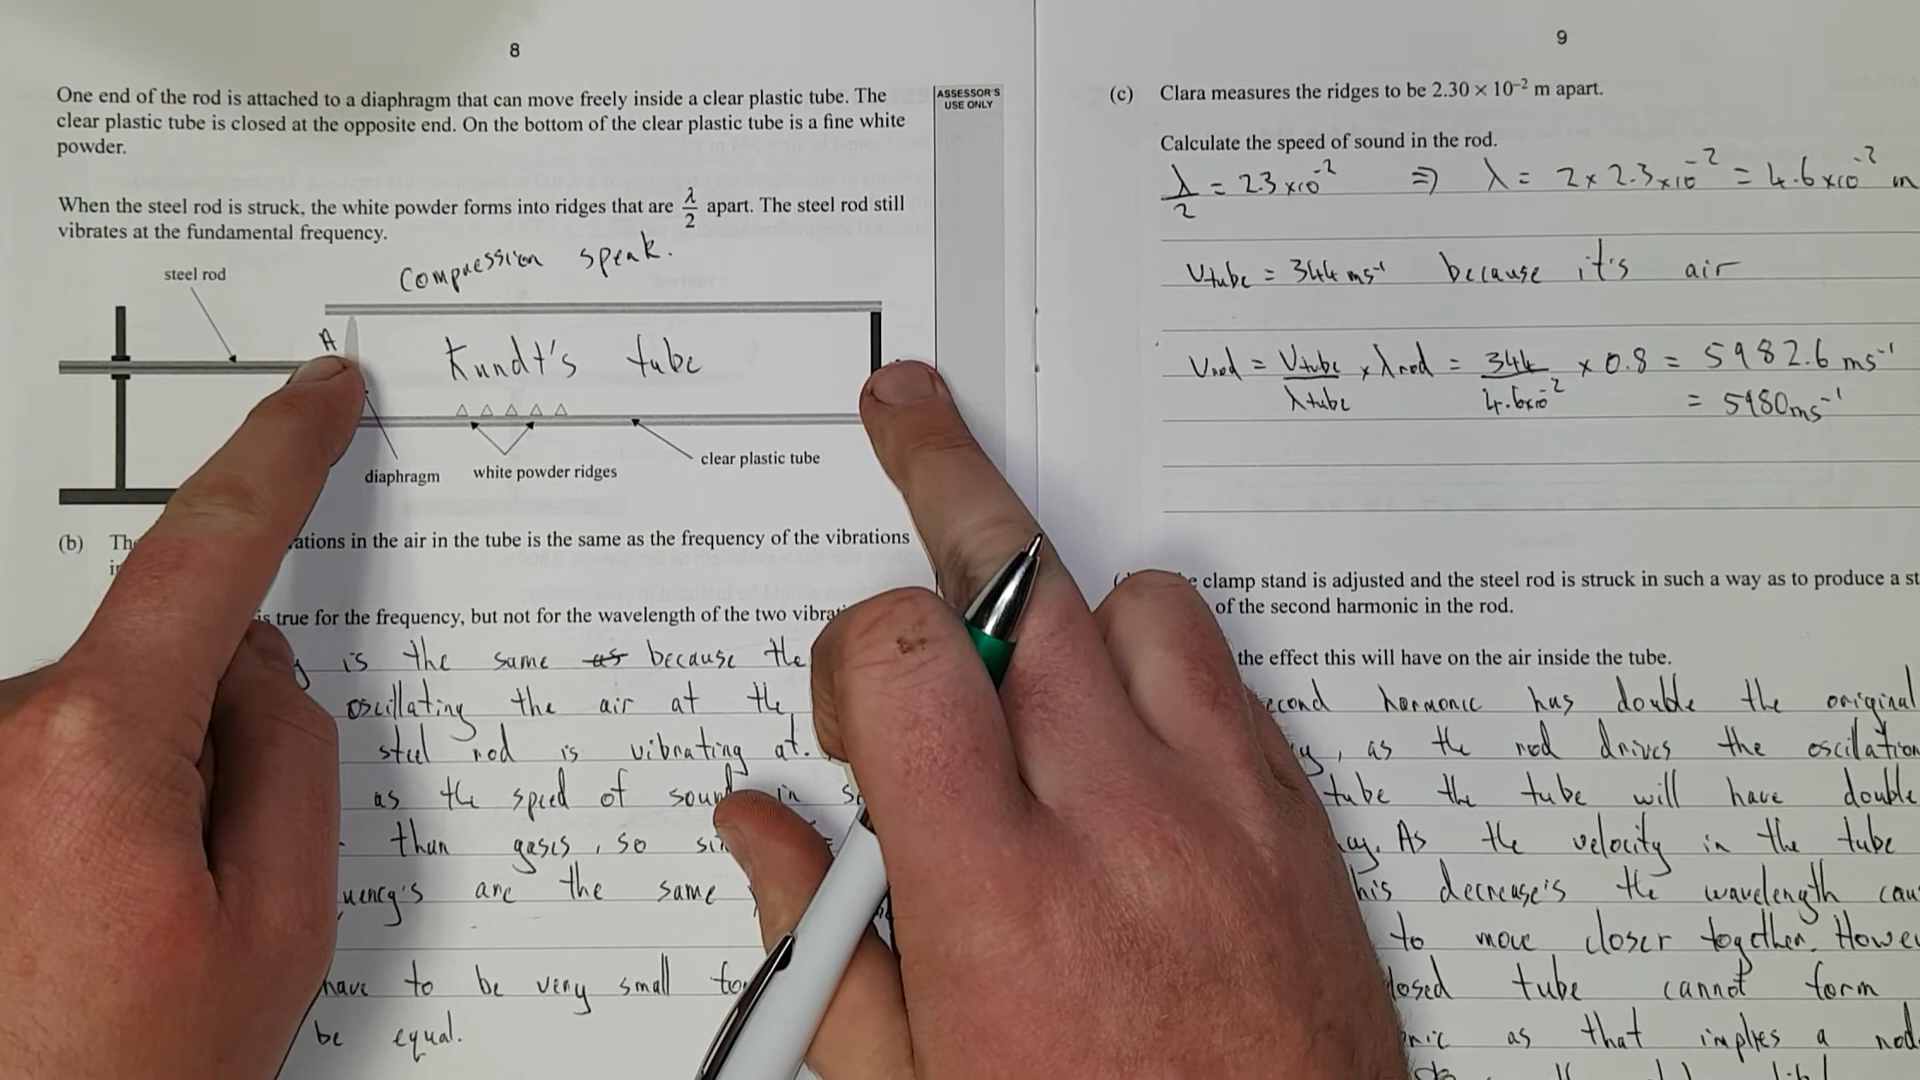 8
One end of the rod is attached to a diaphragm that can move freely inside a clear plastic tube. The
clear plastic tube is closed at the opposite end. On the bottom of the clear plastic tube is a fine white
powder.
ASSESSOR'S
USE ONLY
When the steel rod is struck, the white powder forms into ridges that are λ/2 apart. The steel rod still
vibrates at the fundamental frequency.
Compression speak.
steel rod
A
Kundt's tube
diaphragm
white powder ridges
clear plastic tube
(b) Th
ations in the air in the tube is the same as the frequency of the vibrations
is true for the frequency, but not for the wavelength of the two vibra
is the same as because the
oscillating the air at the
steel rod is vibrating at.
as the speed of sound in
than gases, so
are the same
have to be very small for
be equal.
9
(c) Clara measures the ridges to be 2.30 × 10⁻² m apart.
Calculate the speed of sound in the rod.
λ/2 = 2.3 ×10⁻² ⇒ λ = 2× 2.3×10⁻² = 4.6×10⁻² m
Vtube = 344 ms⁻¹ because it's air
Vrod = Vtube/λtube × λrod = 344/4.6×10⁻² × 0.8 = 5982.6 ms⁻¹
= 5980ms⁻¹
clamp stand is adjusted and the steel rod is struck in such a way as to produce a st
of the second harmonic in the rod.
the effect this will have on the air inside the tube.
econd harmonic has double the original
, as the rod drives the oscilation
tube the tube will have double
As the velocity in the tube
his decrease's the wavelength cau
to move closer together. Howev
losed tube cannot form
nic as that implies a nod